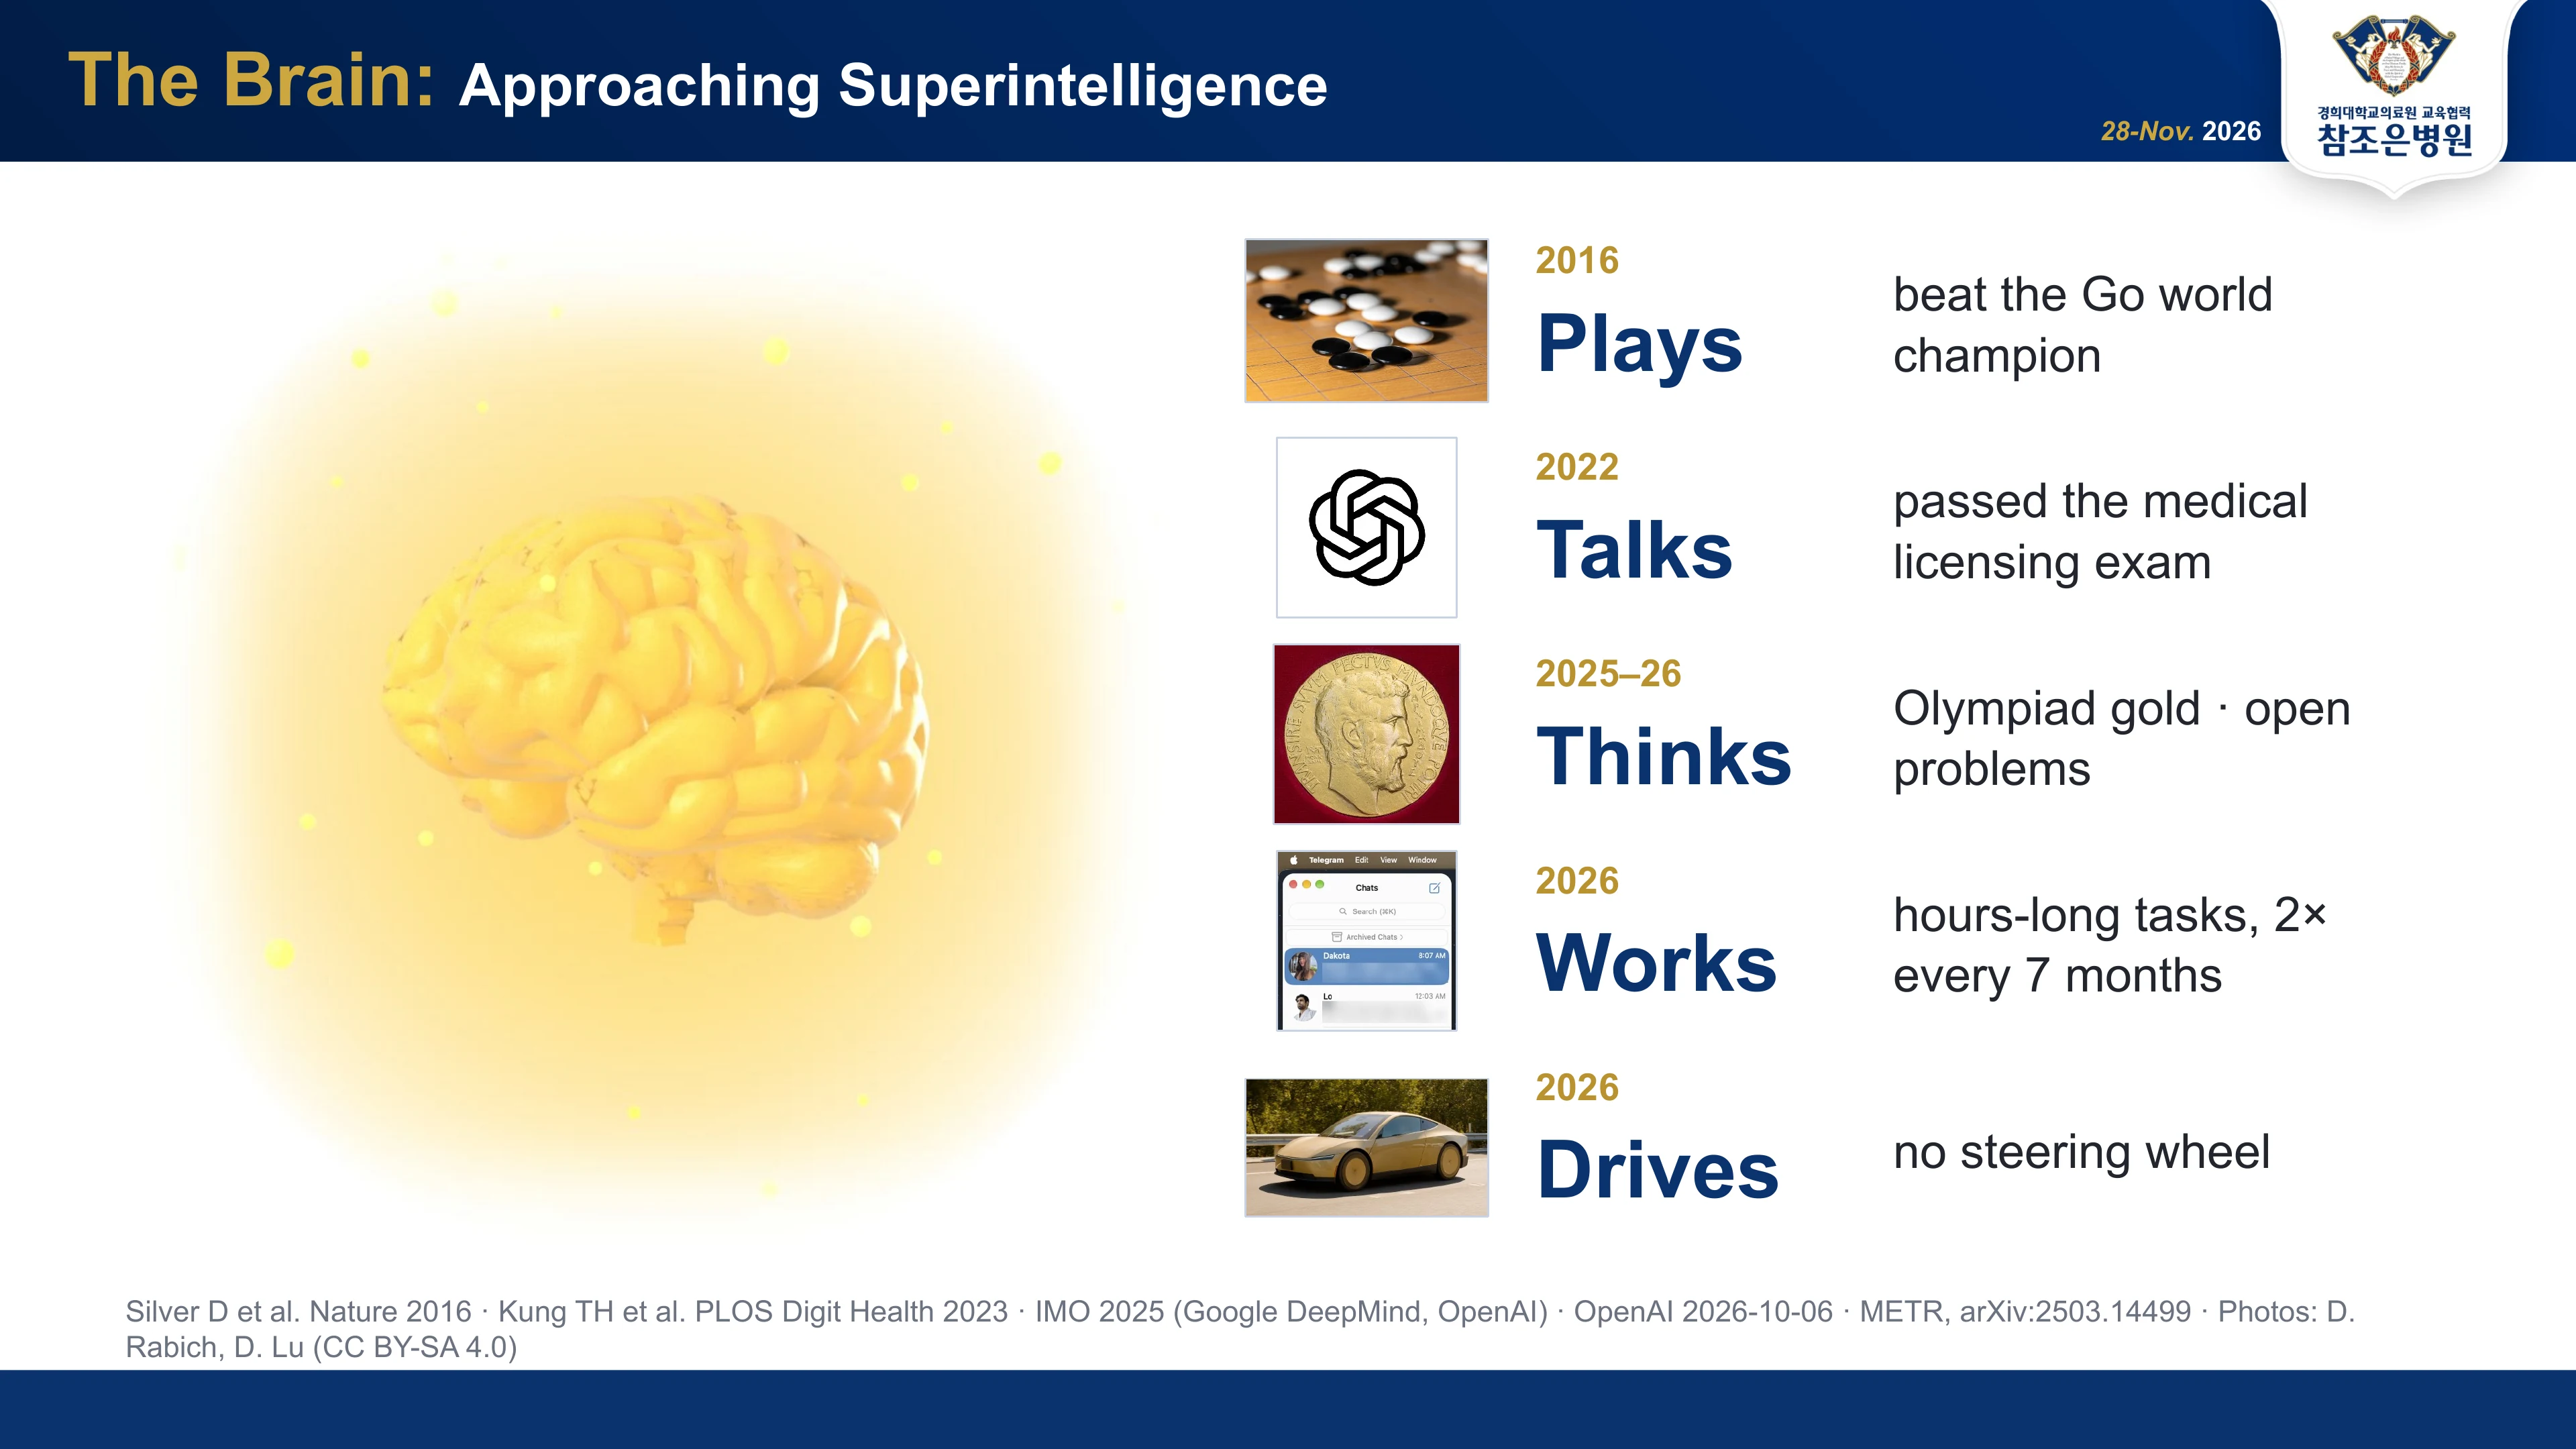 The Brain: Approaching Superintelligence
28-Nov. 2026
경희대학교의료원 교육협력
참조은병원
2016
Plays
beat the Go world
champion
2022
Talks
passed the medical
licensing exam
2025–26
Thinks
Olympiad gold · open
problems
Telegram Edit View Window
Chats
Search (⌘K)
Archived Chats
Dakota 8:07 AM
Lo 12:03 AM
2026
Works
hours-long tasks, 2×
every 7 months
2026
Drives
no steering wheel
Silver D et al. Nature 2016 · Kung TH et al. PLOS Digit Health 2023 · IMO 2025 (Google DeepMind, OpenAI) · OpenAI 2026-10-06 · METR, arXiv:2503.14499 · Photos: D.
Rabich, D. Lu (CC BY-SA 4.0)